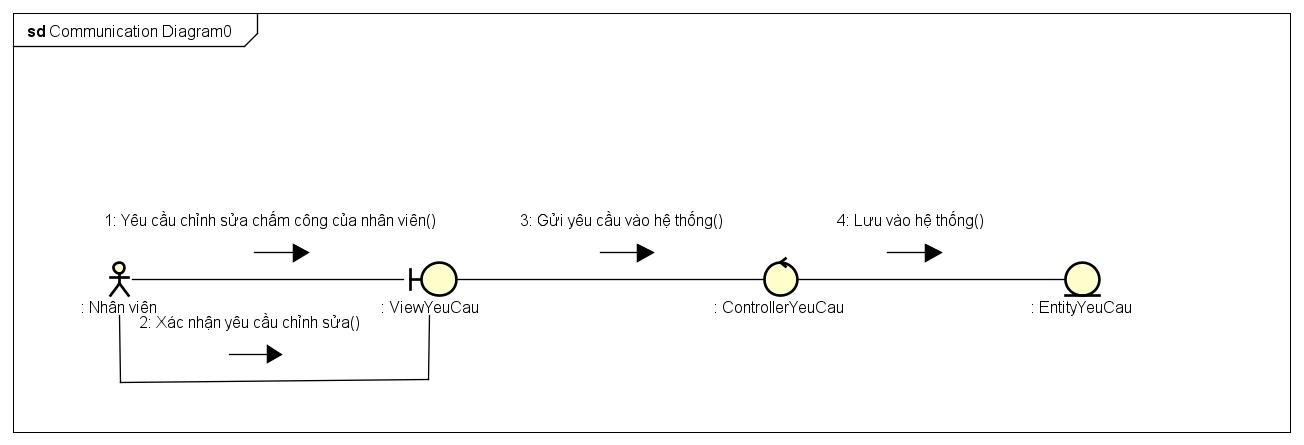 sd Communication Diagram0
1: Yêu cầu chỉnh sửa chấm công của nhân viên()
3: Gửi yêu cầu vào hệ thống()
4: Lưu vào hệ thống()
: Nhân viên
: ViewYeuCau
: ControllerYeuCau
: EntityYeuCau
2: Xác nhận yêu cầu chỉnh sửa()